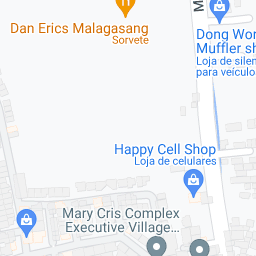 Dan Erics Malagasang
Sorvete
Dong Won
Muffler sh
Loja de silen
para veículo
Happy Cell Shop
Loja de celulares
Mary Cris Complex
Executive Village...